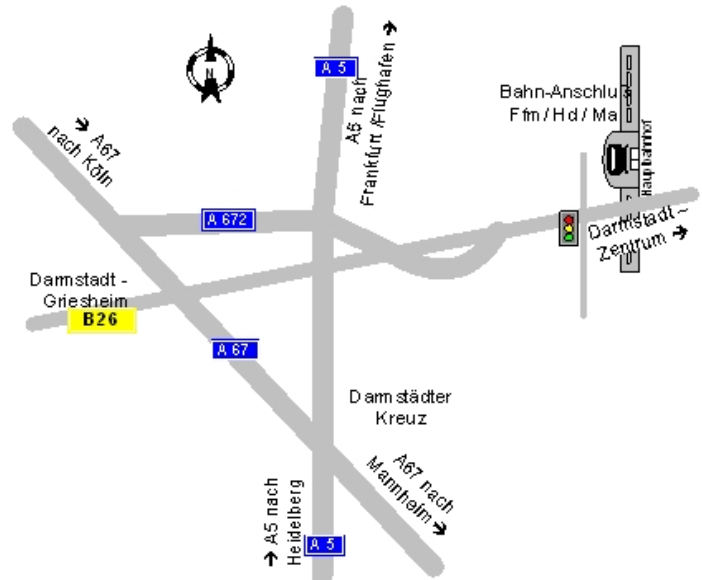 A 5
A5 nach
Frankfurt /Flughafen →
N
→ A67
nach Köln
Bahn-Anschluß
Ffm / Hd / Ma
Hauptbahnhof
A 672
Darmstadt -
Zentrum →
Darmstadt -
Griesheim
B26
A 67
Darmstädter
Kreuz
A67 nach
Mannheim →
→ A5 nach
Heidelberg
A 5